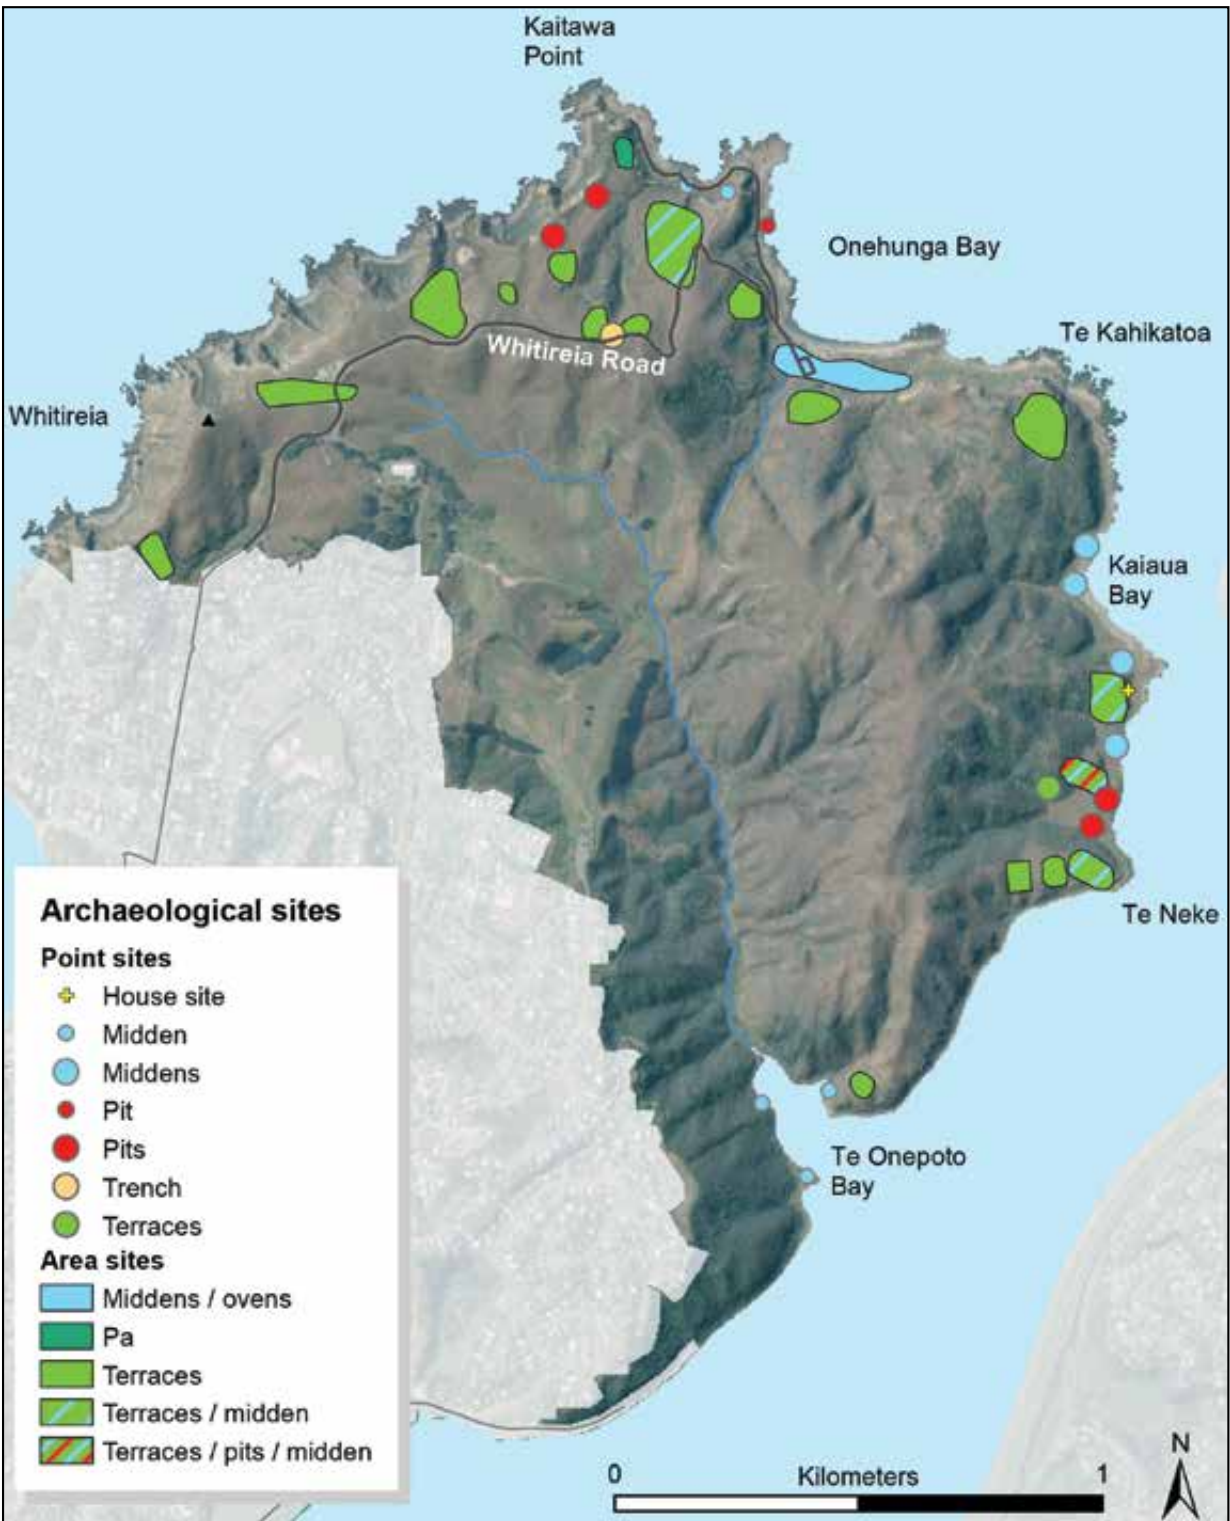 Kaitawa
Point
Onehunga Bay
Te Kahikatoa
Whitireia Road
Whitireia
Kaiaua
Bay
Te Neke
Te Onepoto
Bay
Archaeological sites
Point sites
House site
Midden
Middens
Pit
Pits
Trench
Terraces
Area sites
Middens / ovens
Pa
Terraces
Terraces / midden
Terraces / pits / midden
0 Kilometers 1
N